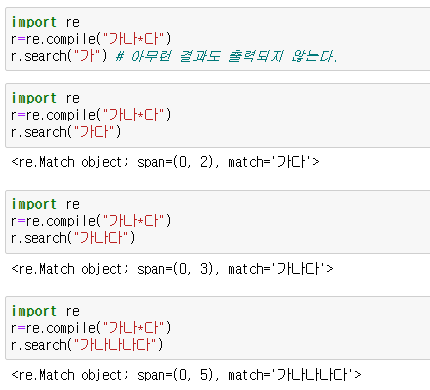 import re
r=re.compile("가나*다")
r.search("가") # 아무런 결과도 출력되지 않는다.
import re
r=re.compile("가나*다")
r.search("가다")
<re.Match object; span=(0, 2), match='가다'>
import re
r=re.compile("가나*다")
r.search("가나다")
<re.Match object; span=(0, 3), match='가나다'>
import re
r=re.compile("가나*다")
r.search("가나나나다")
<re.Match object; span=(0, 5), match='가나나나다'>